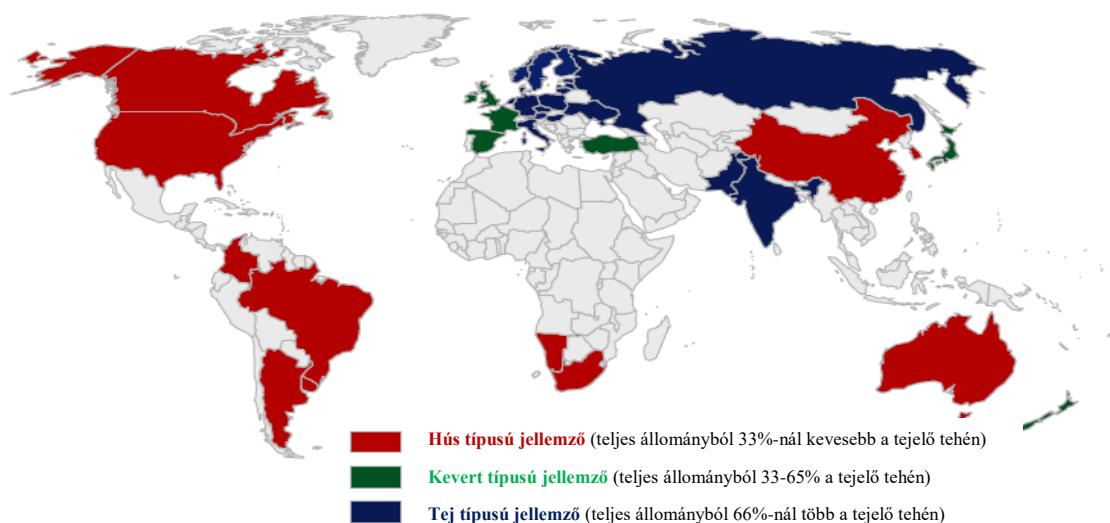 Hús típusú jellemző (teljes állományból 33%-nál kevesebb a tejelő tehén)
Kevert típusú jellemző (teljes állományból 33-65% a tejelő tehén)
Tej típusú jellemző (teljes állományból 66%-nál több a tejelő tehén)